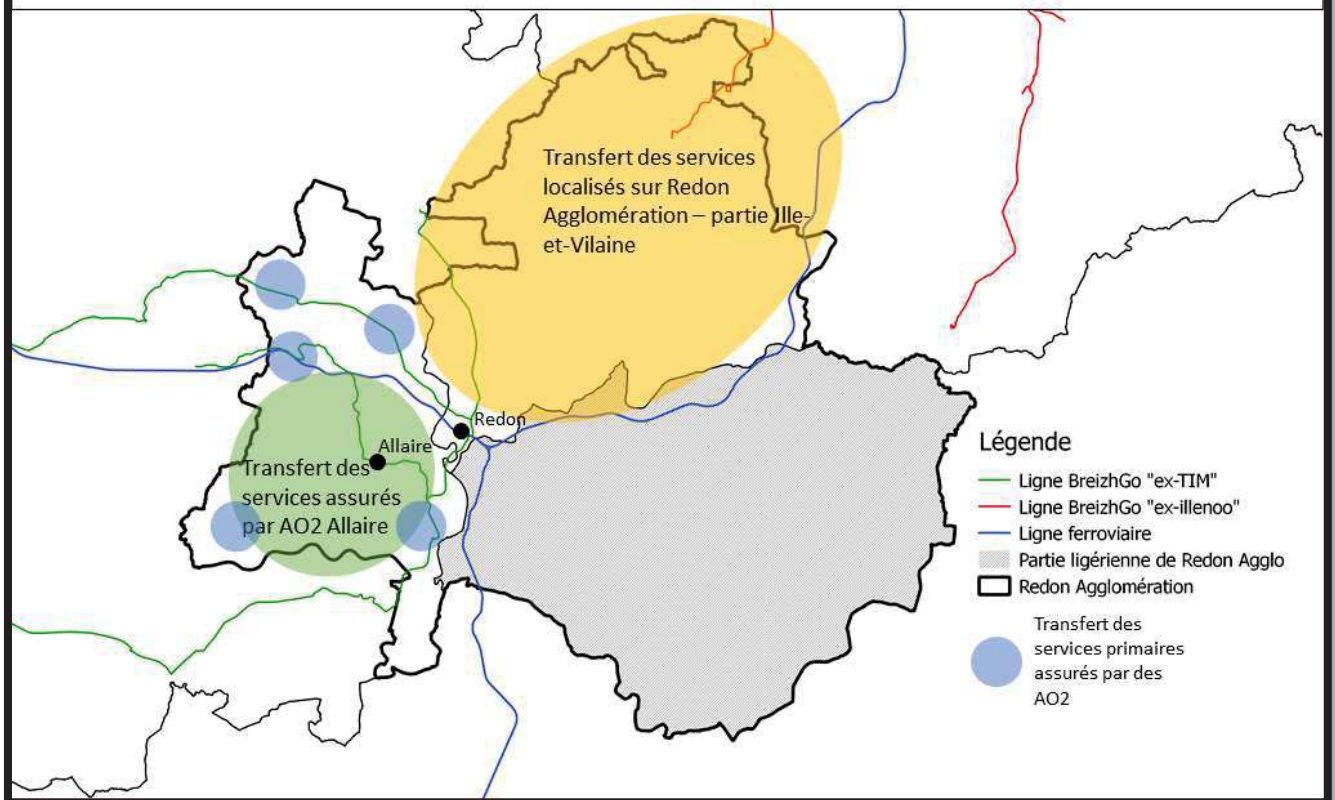 Transfert des services
localisés sur Redon
Agglomération – partie Ille-
et-Vilaine
Redon
Allaire
Transfert des
services assurés
par AO2 Allaire
Légende
Ligne BreizhGo "ex-TIM"
Ligne BreizhGo "ex-illenoo"
Ligne ferroviaire
Partie ligérienne de Redon Agglo
Redon Agglomération
Transfert des
services primaires
assurés par des
AO2